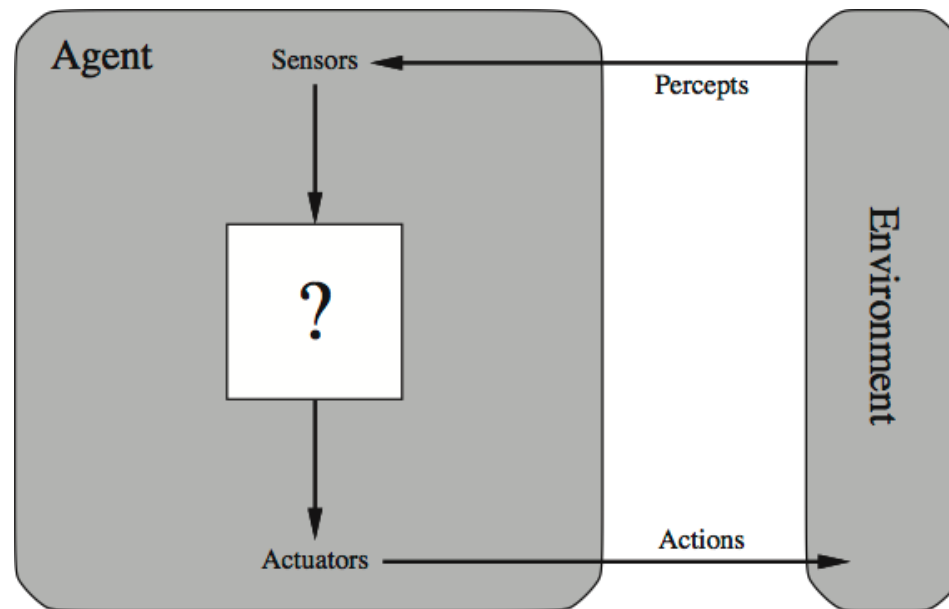 Agent
Sensors
Percepts
Environment
?
Actuators
Actions